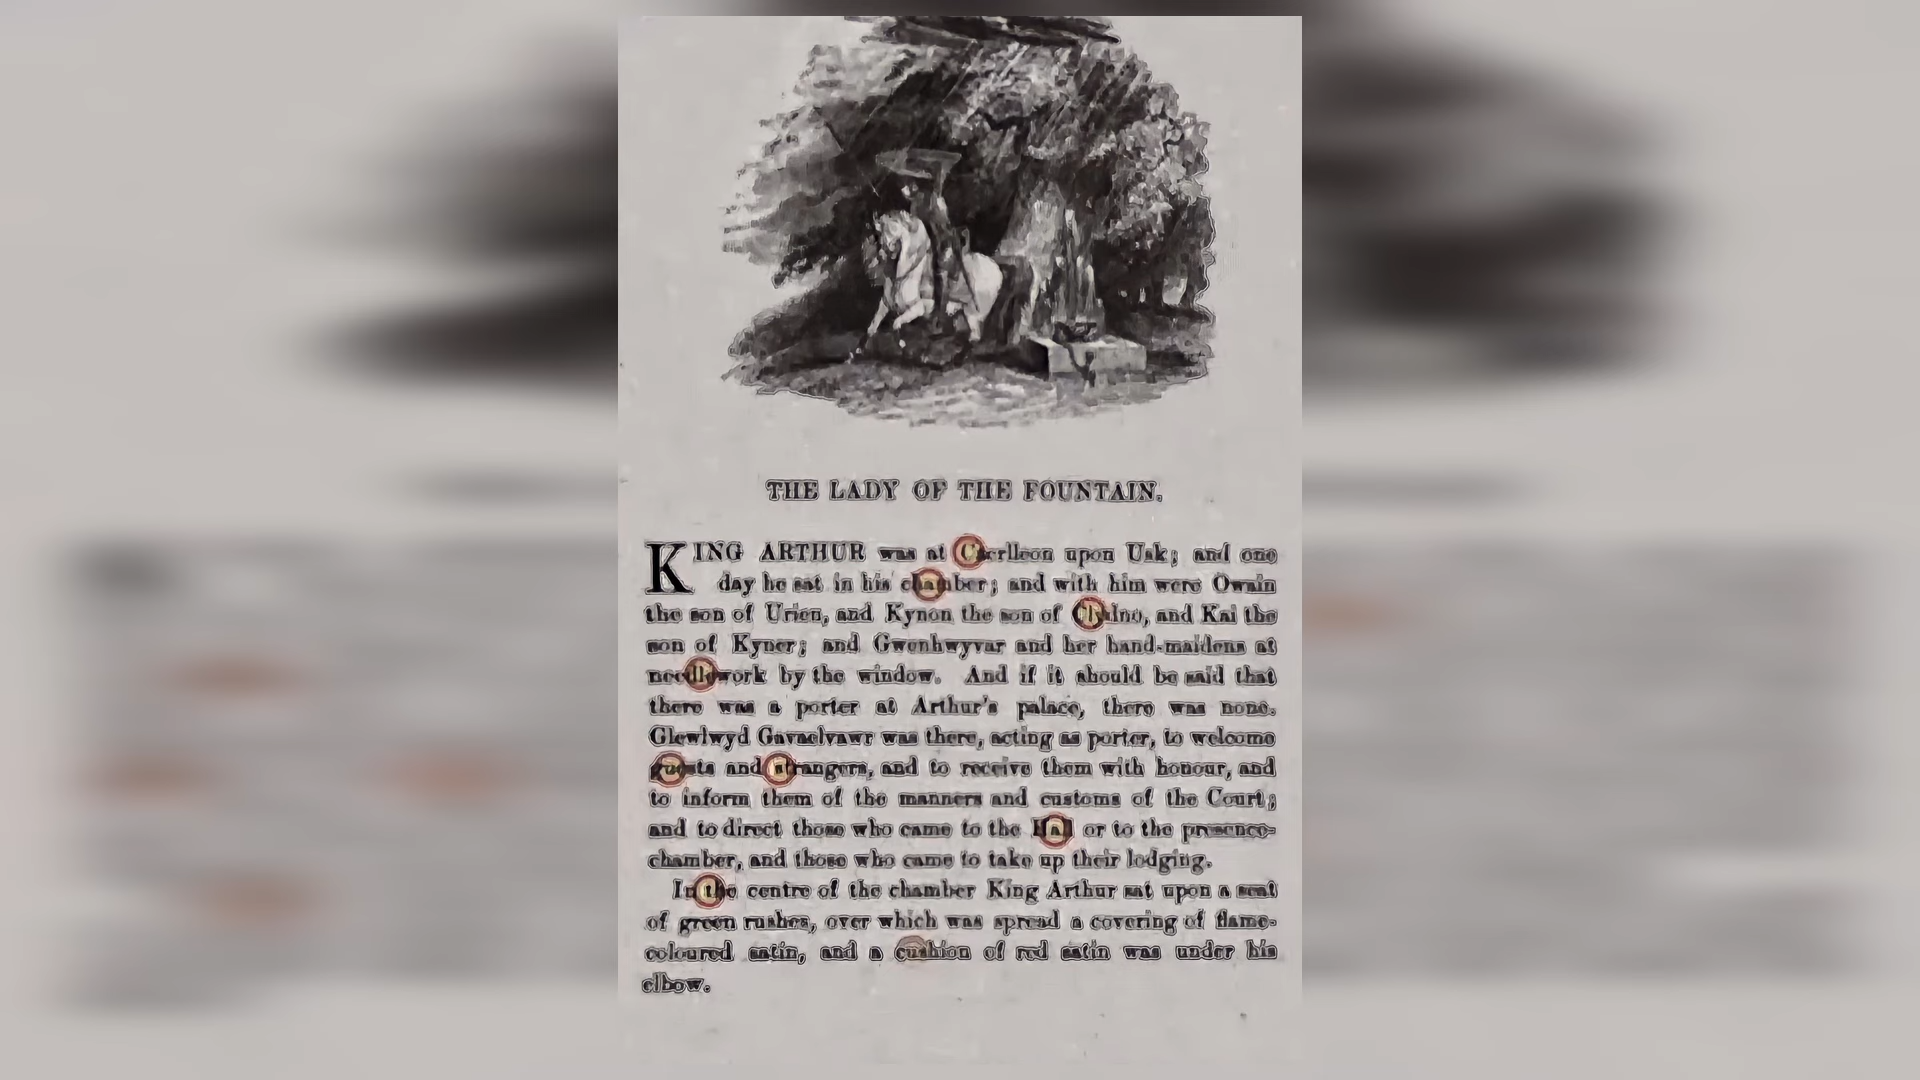 THE LADY OF THE FOUNTAIN.
KING ARTHUR was at Caerlleon upon Usk; and one
day he sat in his chamber; and with him were Owain
the son of Urien, and Kynon the son of Clydno, and Kai the
son of Kyner; and Gwenhwyvar and her hand-maidens at
needlework by the window. And if it should be said that
there was a porter at Arthur's palace, there was none.
Glewlwyd Gavaelvawr was there, acting as porter, to welcome
guests and strangers, and to receive them with honour, and
to inform them of the manners and customs of the Court;
and to direct those who came to the Hall or to the presence-
chamber, and those who came to take up their lodging.
In the centre of the chamber King Arthur sat upon a seat
of green rushes, over which was spread a covering of flame-
coloured satin, and a cushion of red satin was under his
elbow.